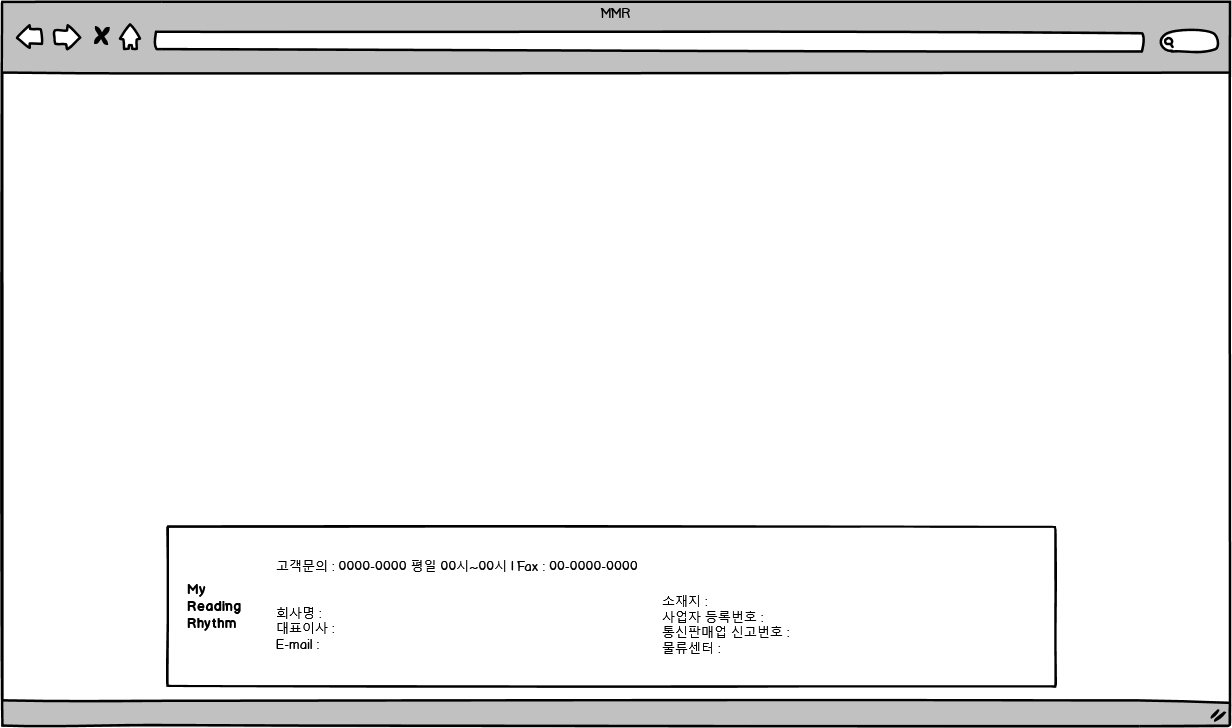 MMR
고객문의 : 0000-0000 평일 00시~00시 | Fax : 00-0000-0000
My
Reading
Rhythm
회사명 :
대표이사 :
E-mail :
소재지 :
사업자 등록번호 :
통신판매업 신고번호 :
물류센터 :